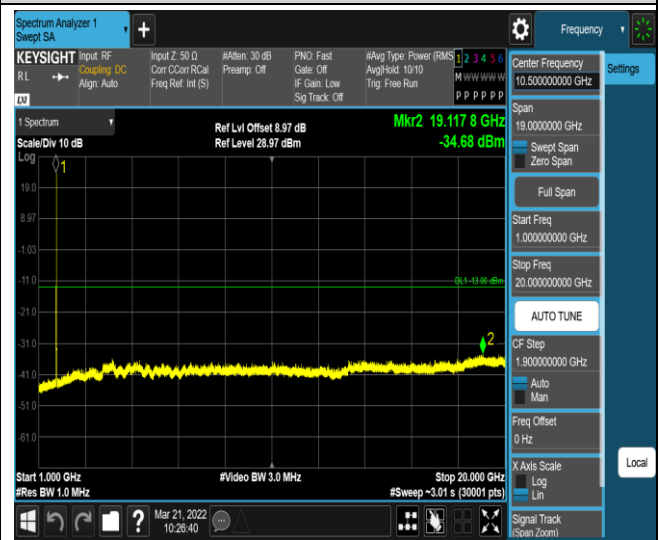 Spectrum Analyzer 1
Swept SA
Frequency
KEYSIGHT
RL
LXI
Input: RF
Coupling: DC
Align: Auto
Input Z: 50 Ω
Corr CCorr RCal
Freq Ref: Int (S)
#Atten: 30 dB
Preamp: Off
PNO: Fast
Gate: Off
IF Gain: Low
Sig Track: Off
#Avg Type: Power (RMS
Avg|Hold: 10/10
Trig: Free Run
1 2 3 4 5 6
M W W W W W
P P P P P P
Center Frequency
10.500000000 GHz
Settings
Span
19.0000000 GHz
Swept Span
Zero Span
Full Span
Start Freq
1.000000000 GHz
Stop Freq
20.000000000 GHz
AUTO TUNE
CF Step
1.900000000 GHz
Auto
Man
Freq Offset
0 Hz
X Axis Scale
Log
Lin
Signal Track
(Span Zoom)
Local
1 Spectrum
Scale/Div 10 dB
Log
Ref Lvl Offset 8.97 dB
Ref Level 28.97 dBm
Mkr2 19.117 8 GHz
-34.68 dBm
1
19.0
8.97
-1.03
-11.0
DL1 -13.00 dBm
-21.0
-31.0
2
-41.0
-51.0
-61.0
Start 1.000 GHz
#Res BW 1.0 MHz
#Video BW 3.0 MHz
Stop 20.000 GHz
#Sweep ~3.01 s (30001 pts)
?
Mar 21, 2022
10:26:40